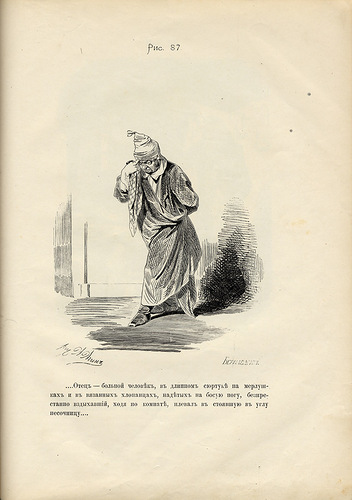 Рис. 87
....Отецъ — больной человѣкъ, въ длинномъ сюртукѣ на мерлуш-
кахъ и въ вязанныхъ хлопанцахъ, надѣтыхъ на босую ногу, безпре-
станно вздыхавшій, ходя по комнатѣ, плевалъ въ стоявшую въ углу
песочницу....